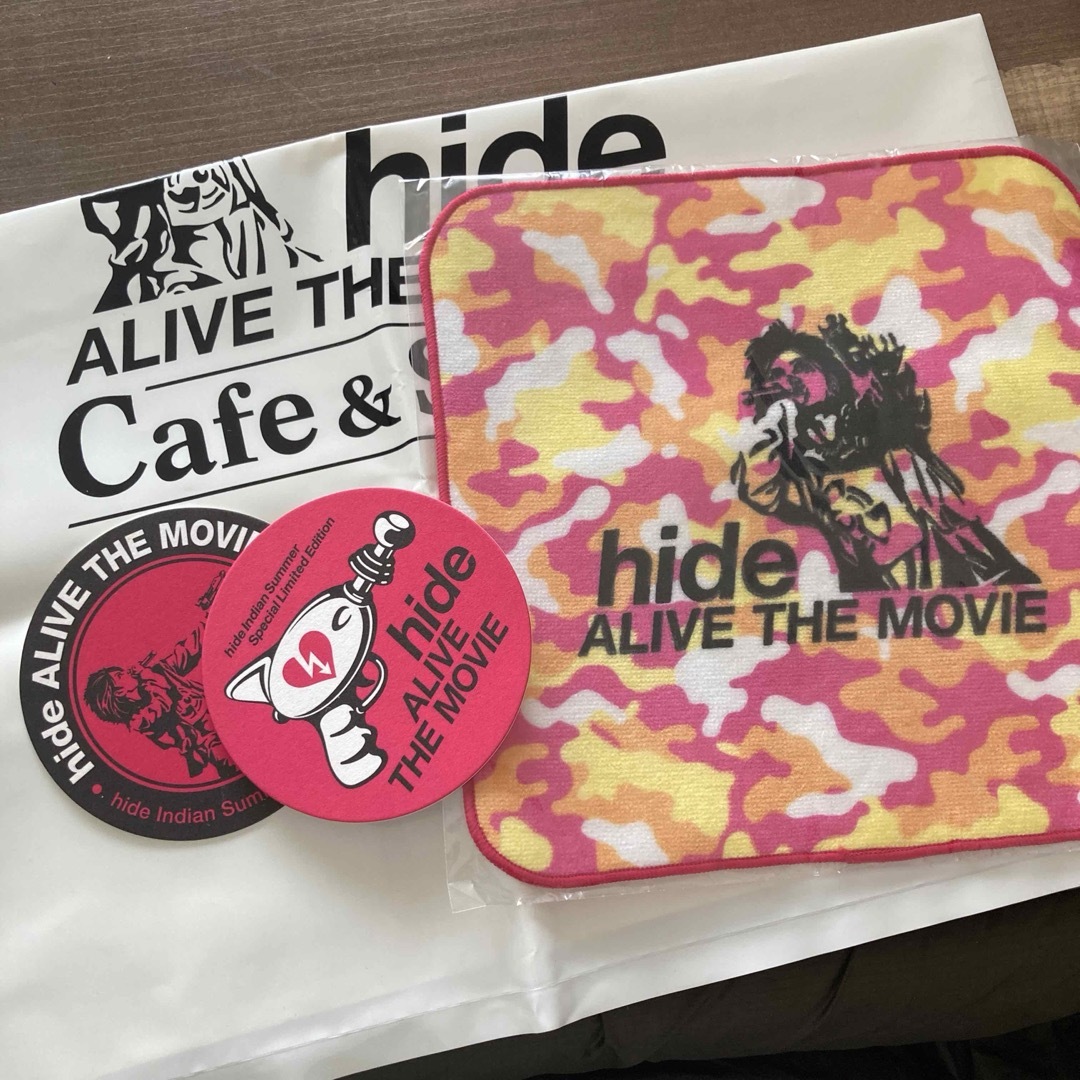 hide
ALIVE THE
Cafe &
hide ALIVE THE MOVI
hide Indian Sum
hide Indian Summer
Special Limited Edition
hide
ALIVE
THE MOVIE
hide
ALIVE THE MOVIE